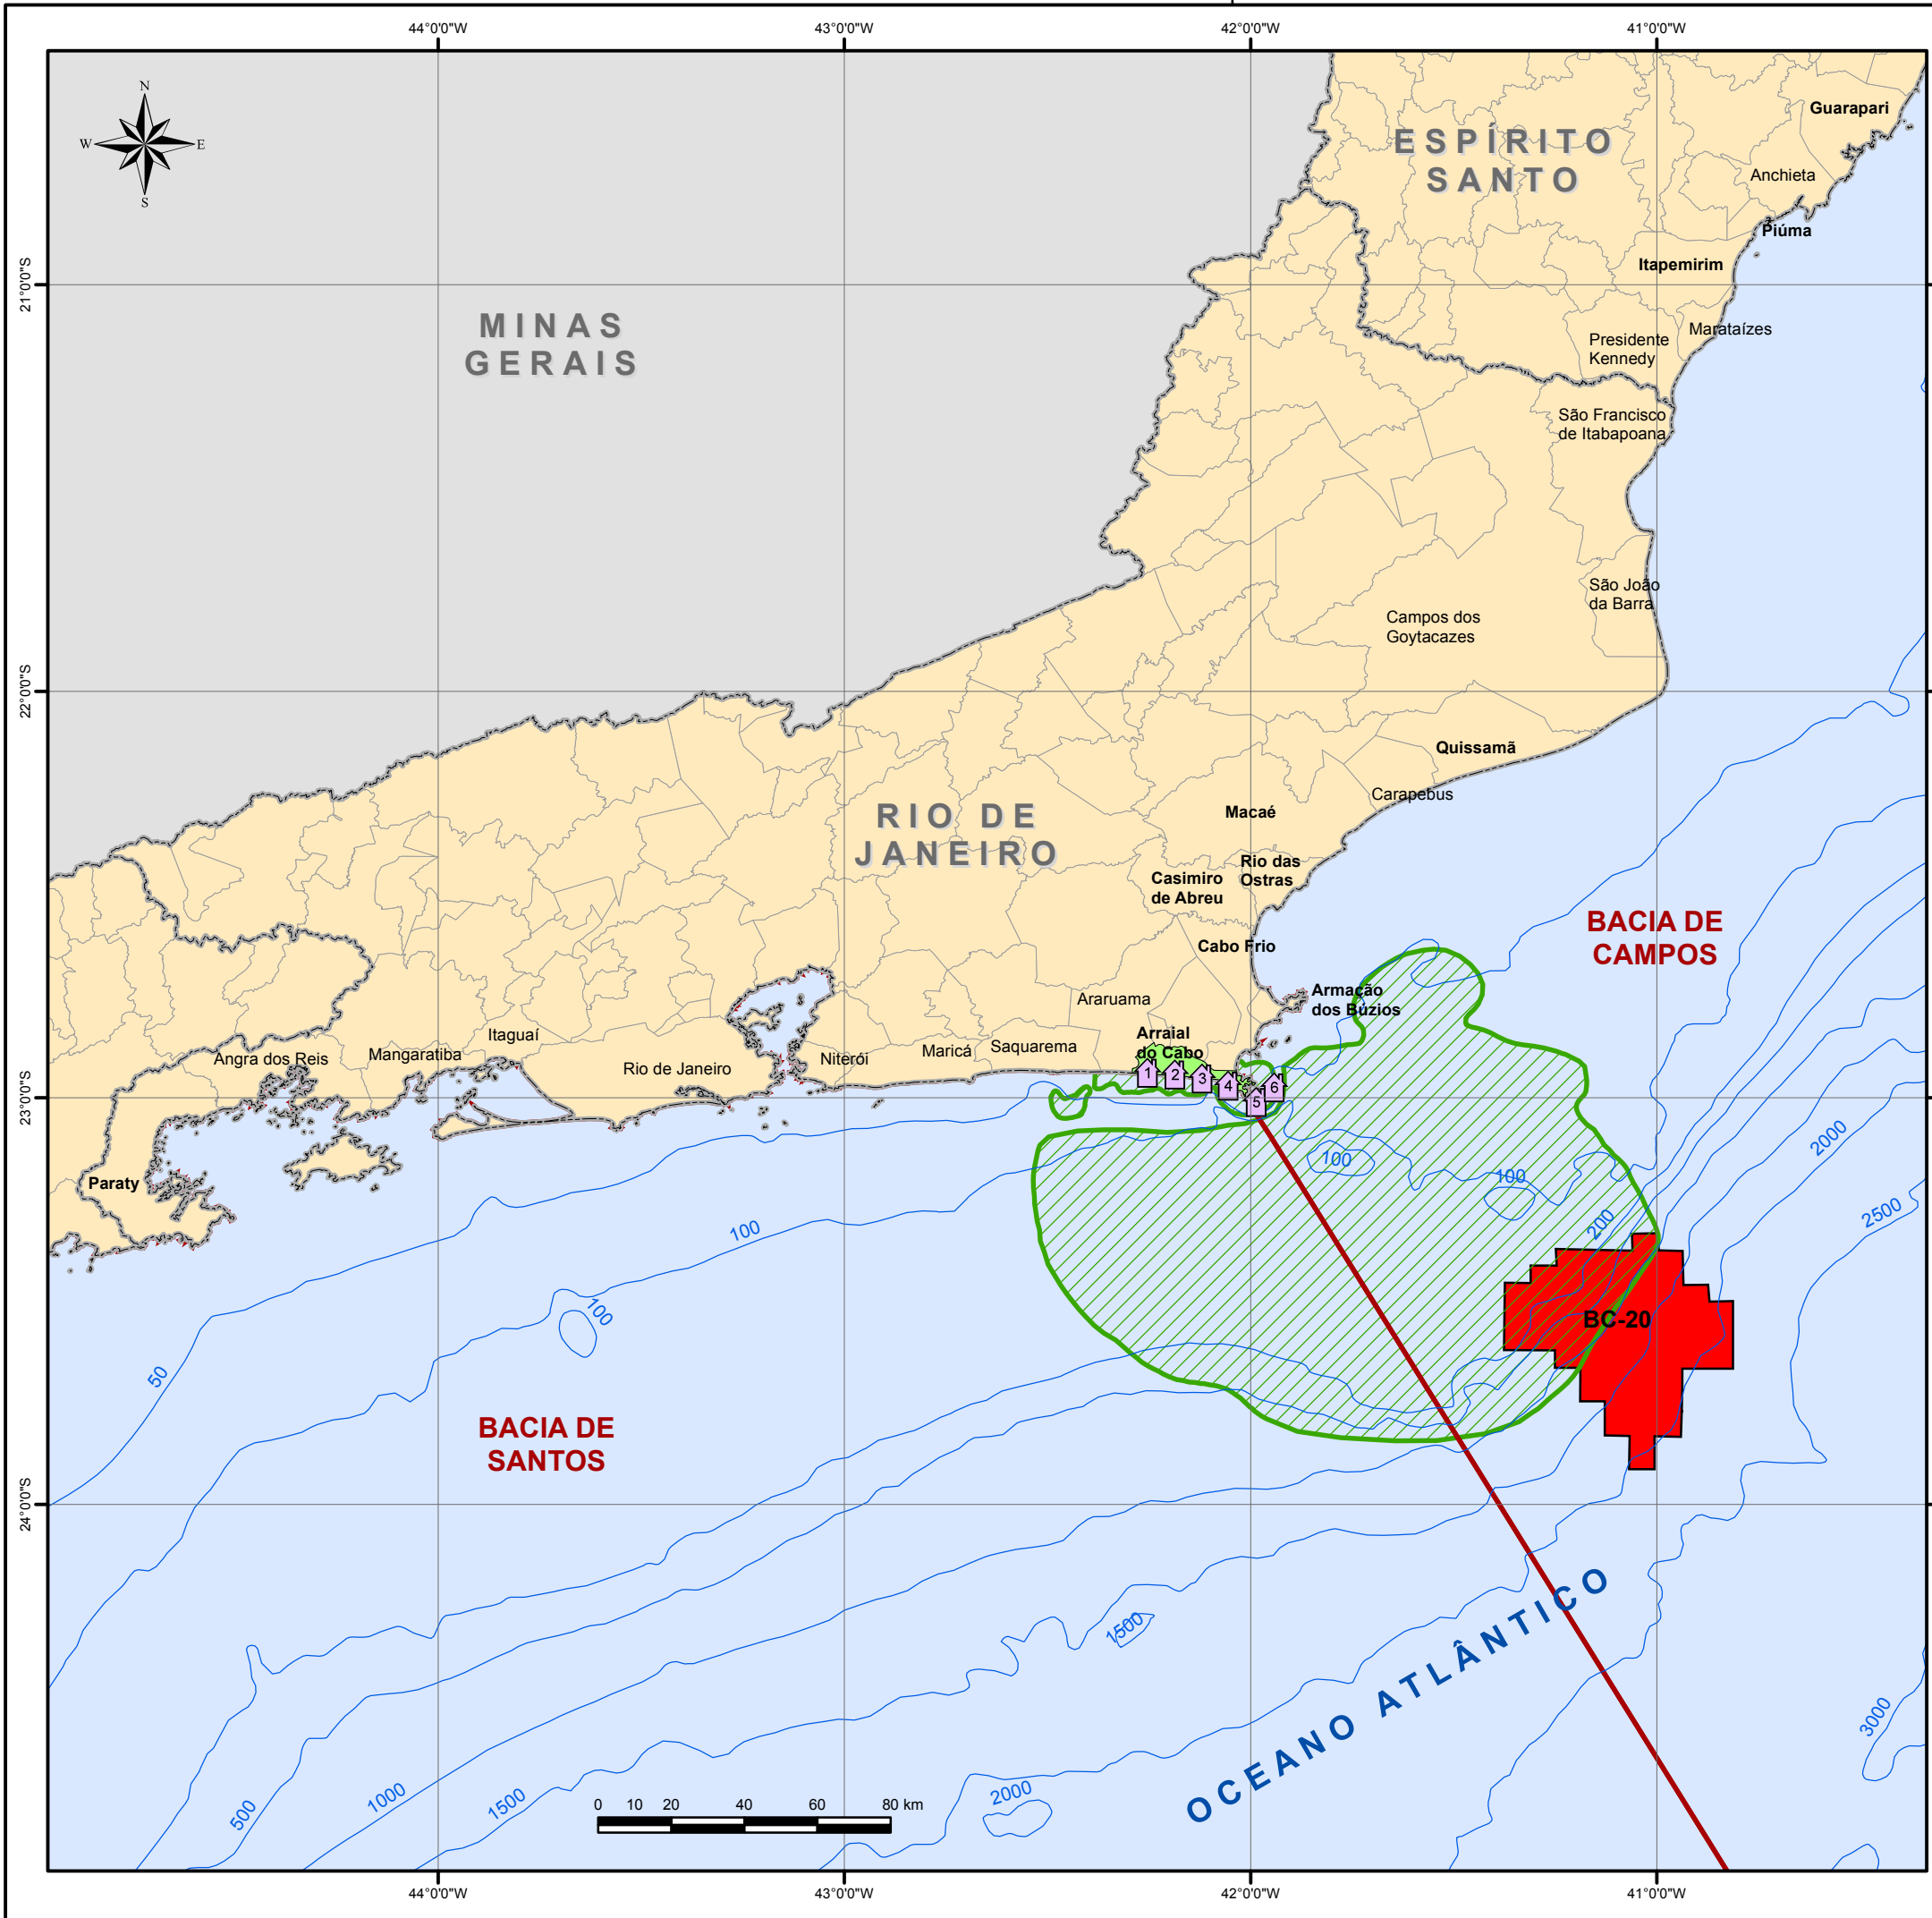 44°0'0"W
43°0'0"W
42°0'0"W
41°0'0"W
N
W
E
S
ESPÍRITO
SANTO
Guarapari
Anchieta
Piúma
Itapemirim
21°0'0"S
MINAS
GERAIS
Marataízes
Presidente
Kennedy
São Francisco
de Itabapoana
São João
da Barra
Campos dos
Goytacazes
22°0'0"S
Quissamã
Carapebus
RIO DE
JANEIRO
Macaé
Rio das
Ostras
Casimiro
de Abreu
BACIA DE
CAMPOS
Cabo Frio
Armação
dos Búzios
Araruama
Arraial
do Cabo
Itaguaí
Angra dos Reis
Mangaratiba
Rio de Janeiro
Niterói
Maricá
Saquarema
1
2
3
4
5
6
23°0'0"S
2000
100
100
Paraty
2500
200
100
100
BC-20
50
BACIA DE
SANTOS
24°0'0"S
OCEANO ATLÂNTICO
1500
3000
500
1000
1500
2000
0 10 20 40 60 80 km
44°0'0"W
43°0'0"W
42°0'0"W
41°0'0"W